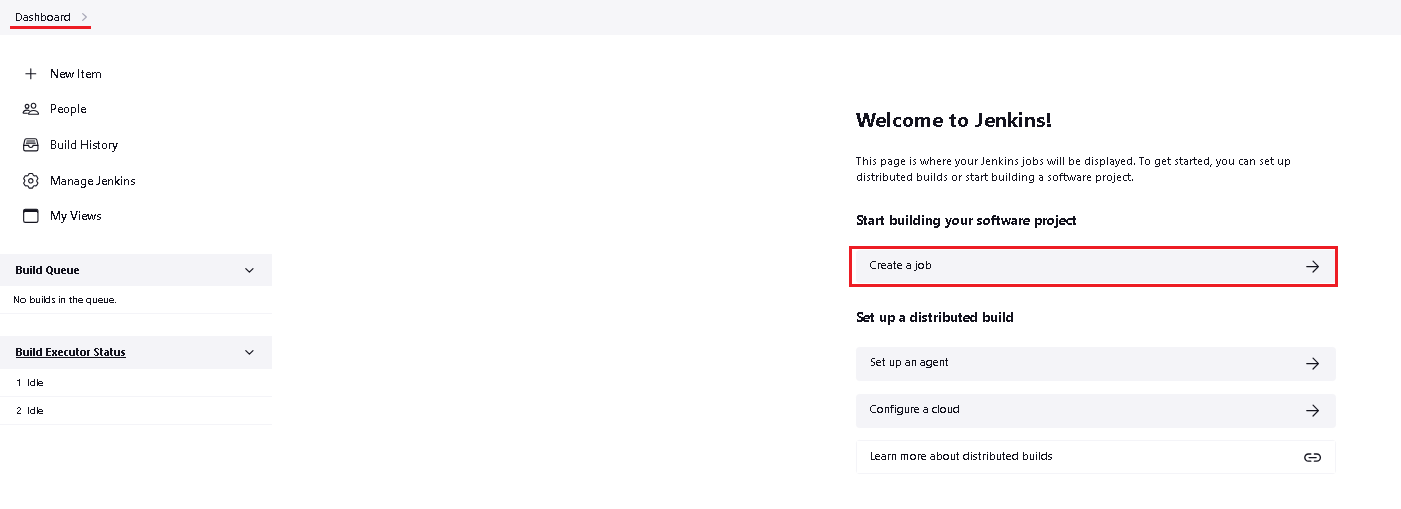 Dashboard
New Item
People
Build History
Manage Jenkins
My Views
Build Queue
No builds in the queue.
Build Executor Status
1 Idle
2 Idle
Welcome to Jenkins!
This page is where your Jenkins jobs will be displayed. To get started, you can set up
distributed builds or start building a software project.
Start building your software project
Create a job
Set up a distributed build
Set up an agent
Configure a cloud
Learn more about distributed builds